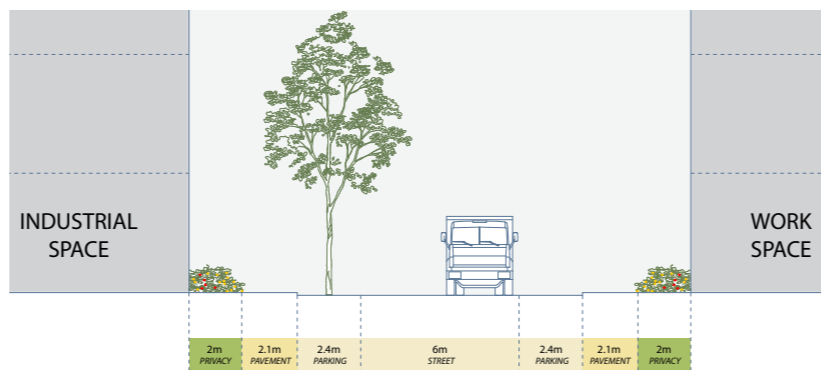 INDUSTRIAL
SPACE
WORK
SPACE
2m
PRIVACY
2.1m
PAVEMENT
2.4m
PARKING
6m
STREET
2.4m
PARKING
2.1m
PAVEMENT
2m
PRIVACY